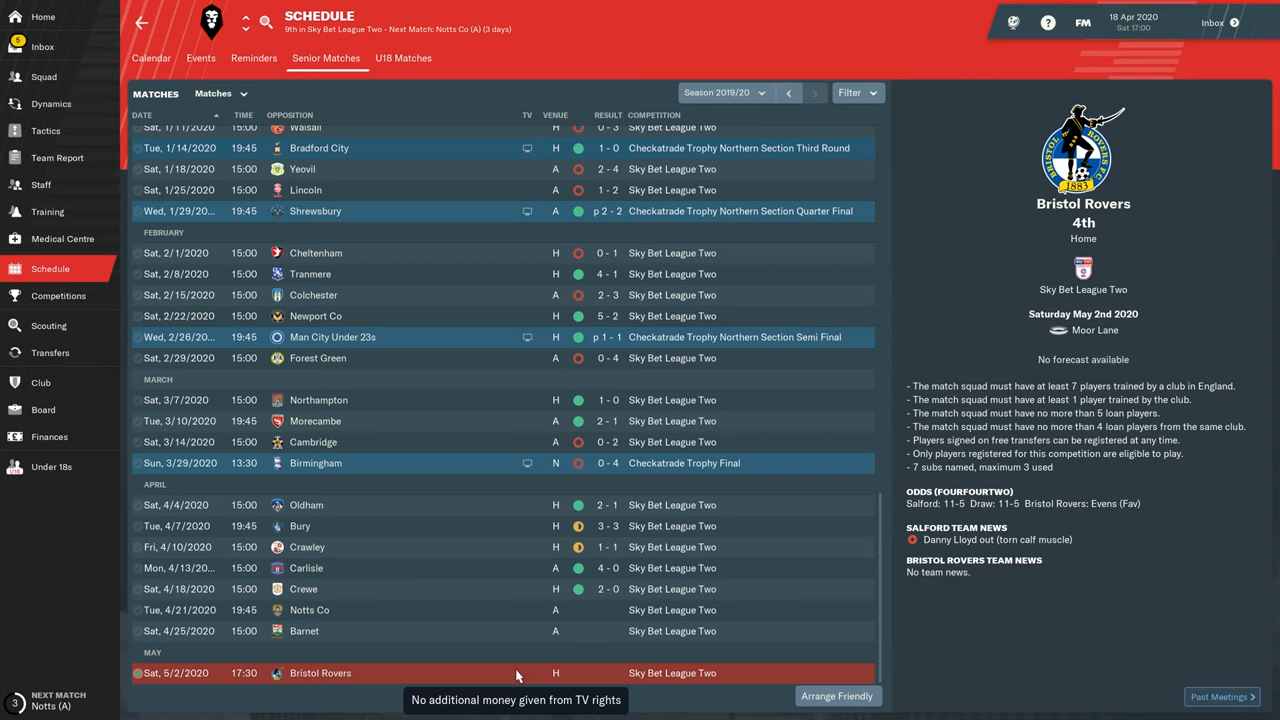 Home
5
Inbox
Squad
Dynamics
Tactics
Team Report
Staff
Training
Medical Centre
Schedule
Competitions
Scouting
Transfers
Club
Board
Finances
U18
Under 18s
3
NEXT MATCH
Notts (A)
SCHEDULE
9th in Sky Bet League Two - Next Match: Notts Co (A) (3 days)
?
FM
18 Apr 2020
Sat 17:00
Inbox
Calendar Events Reminders Senior Matches U18 Matches
MATCHES Matches Season 2019/20 Filter
DATE TIME OPPOSITION TV VENUE RESULT COMPETITION
Sat, 1/11/2020 15:00 Walsall H 0 - 3 Sky Bet League Two
Tue, 1/14/2020 19:45 Bradford City H 1 - 0 Checkatrade Trophy Northern Section Third Round
Sat, 1/18/2020 15:00 Yeovil A 2 - 4 Sky Bet League Two
Sat, 1/25/2020 15:00 Lincoln A 1 - 2 Sky Bet League Two
Wed, 1/29/20... 19:45 Shrewsbury A p 2 - 2 Checkatrade Trophy Northern Section Quarter Final
FEBRUARY
Sat, 2/1/2020 15:00 Cheltenham H 0 - 1 Sky Bet League Two
Sat, 2/8/2020 15:00 Tranmere H 4 - 1 Sky Bet League Two
Sat, 2/15/2020 15:00 Colchester A 2 - 3 Sky Bet League Two
Sat, 2/22/2020 15:00 Newport Co H 5 - 2 Sky Bet League Two
Wed, 2/26/20... 19:45 Man City Under 23s H p 1 - 1 Checkatrade Trophy Northern Section Semi Final
Sat, 2/29/2020 15:00 Forest Green A 0 - 4 Sky Bet League Two
MARCH
Sat, 3/7/2020 15:00 Northampton H 1 - 0 Sky Bet League Two
Tue, 3/10/2020 19:45 Morecambe A 2 - 1 Sky Bet League Two
Sat, 3/14/2020 15:00 Cambridge A 0 - 2 Sky Bet League Two
Sun, 3/29/2020 13:30 Birmingham N 0 - 4 Checkatrade Trophy Final
APRIL
Sat, 4/4/2020 15:00 Oldham H 2 - 1 Sky Bet League Two
Tue, 4/7/2020 19:45 Bury H 3 - 3 Sky Bet League Two
Fri, 4/10/2020 15:00 Crawley H 1 - 1 Sky Bet League Two
Mon, 4/13/20... 15:00 Carlisle A 4 - 0 Sky Bet League Two
Sat, 4/18/2020 15:00 Crewe H 2 - 0 Sky Bet League Two
Tue, 4/21/2020 19:45 Notts Co A Sky Bet League Two
Sat, 4/25/2020 15:00 Barnet A Sky Bet League Two
MAY
Sat, 5/2/2020 17:30 Bristol Rovers H Sky Bet League Two
No additional money given from TV rights
Arrange Friendly
BRISTOL ROVERS F.C.
1883
Bristol Rovers
4th
Home
Sky Bet League Two
Saturday May 2nd 2020
Moor Lane
No forecast available
- The match squad must have at least 7 players trained by a club in England.
- The match squad must have at least 1 player trained by the club.
- The match squad must have no more than 5 loan players.
- The match squad must have no more than 4 loan players from the same club.
- Players signed on free transfers can be registered at any time.
- Only players registered for this competition are eligible to play.
- 7 subs named, maximum 3 used
ODDS (FOURFOURTWO)
Salford: 11-5 Draw: 11-5 Bristol Rovers: Evens (Fav)
SALFORD TEAM NEWS
Danny Lloyd out (torn calf muscle)
BRISTOL ROVERS TEAM NEWS
No team news.
Past Meetings